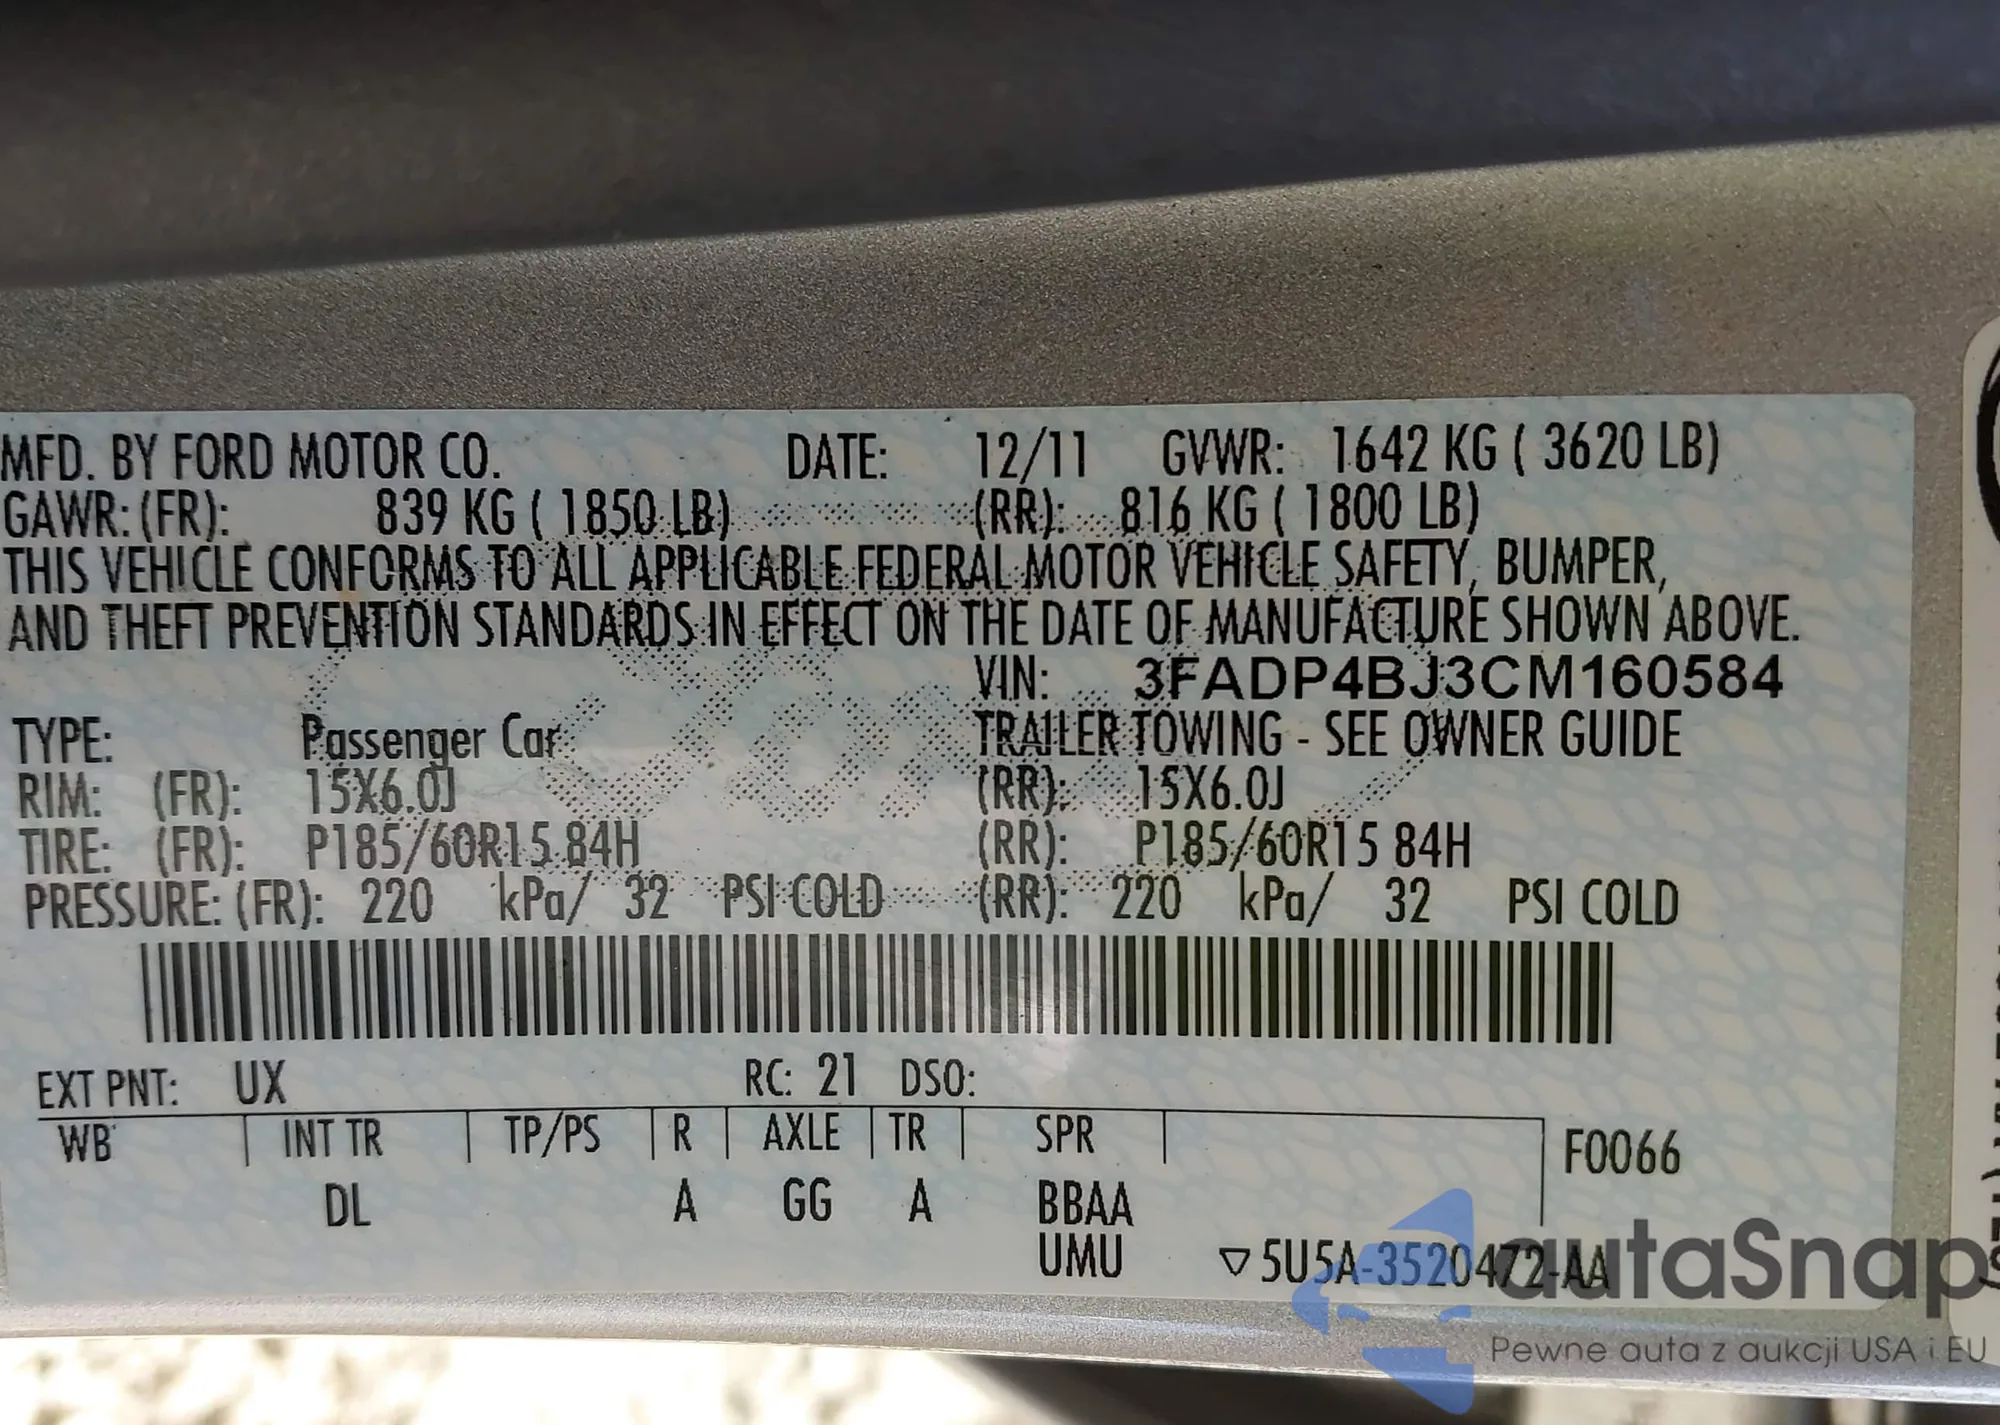 MFD. BY FORD MOTOR CO. DATE: 12/11 GVWR: 1642 KG ( 3620 LB)
GAWR: (FR): 839 KG ( 1850 LB) (RR): 816 KG ( 1800 LB)
THIS VEHICLE CONFORMS TO ALL APPLICABLE FEDERAL MOTOR VEHICLE SAFETY, BUMPER,
AND THEFT PREVENTION STANDARDS IN EFFECT ON THE DATE OF MANUFACTURE SHOWN ABOVE.
VIN: 3FADP4BJ3CM160584
TYPE: Passenger Car TRAILER TOWING - SEE OWNER GUIDE
RIM: (FR): 15X6.0J (RR): 15X6.0J
TIRE: (FR): P185/60R15 84H (RR): P185/60R15 84H
PRESSURE: (FR): 220 kPa/ 32 PSI COLD (RR): 220 kPa/ 32 PSI COLD
EXT PNT: UX RC: 21 DSO:
WB INT TR TP/PS R AXLE TR SPR F0066
DL A GG A BBAA
UMU ▽5U5A-3520472-AA
autaSnap
Pewne auta z aukcji USA i EU